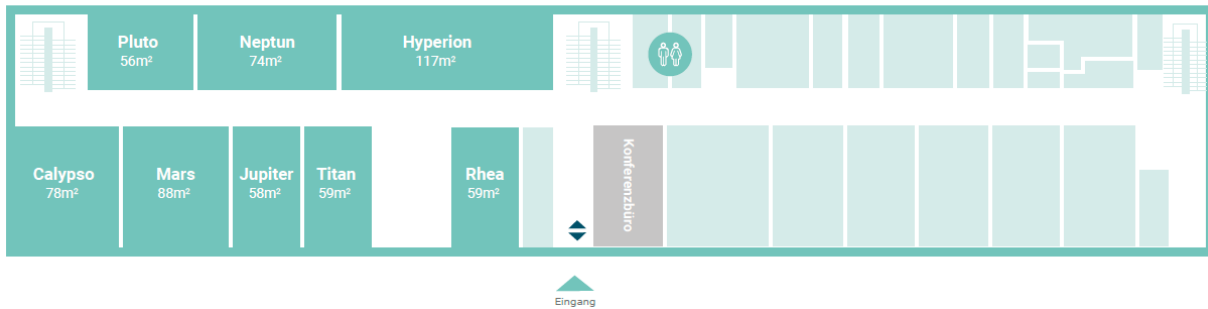 Pluto
56m²
Neptun
74m²
Hyperion
117m²
Calypso
78m²
Mars
88m²
Jupiter
58m²
Titan
59m²
Rhea
59m²
Konferenzbüro
Eingang